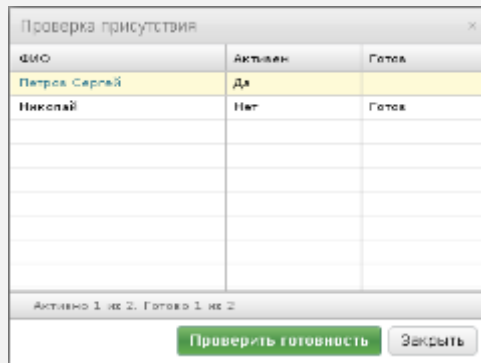 Проверка присутствия ×
ФИО Активен Готов
Петров Сергей Да
Николай Нет Готов
Активно 1 из 2. Готово 1 из 2
Проверить готовность Закрыть